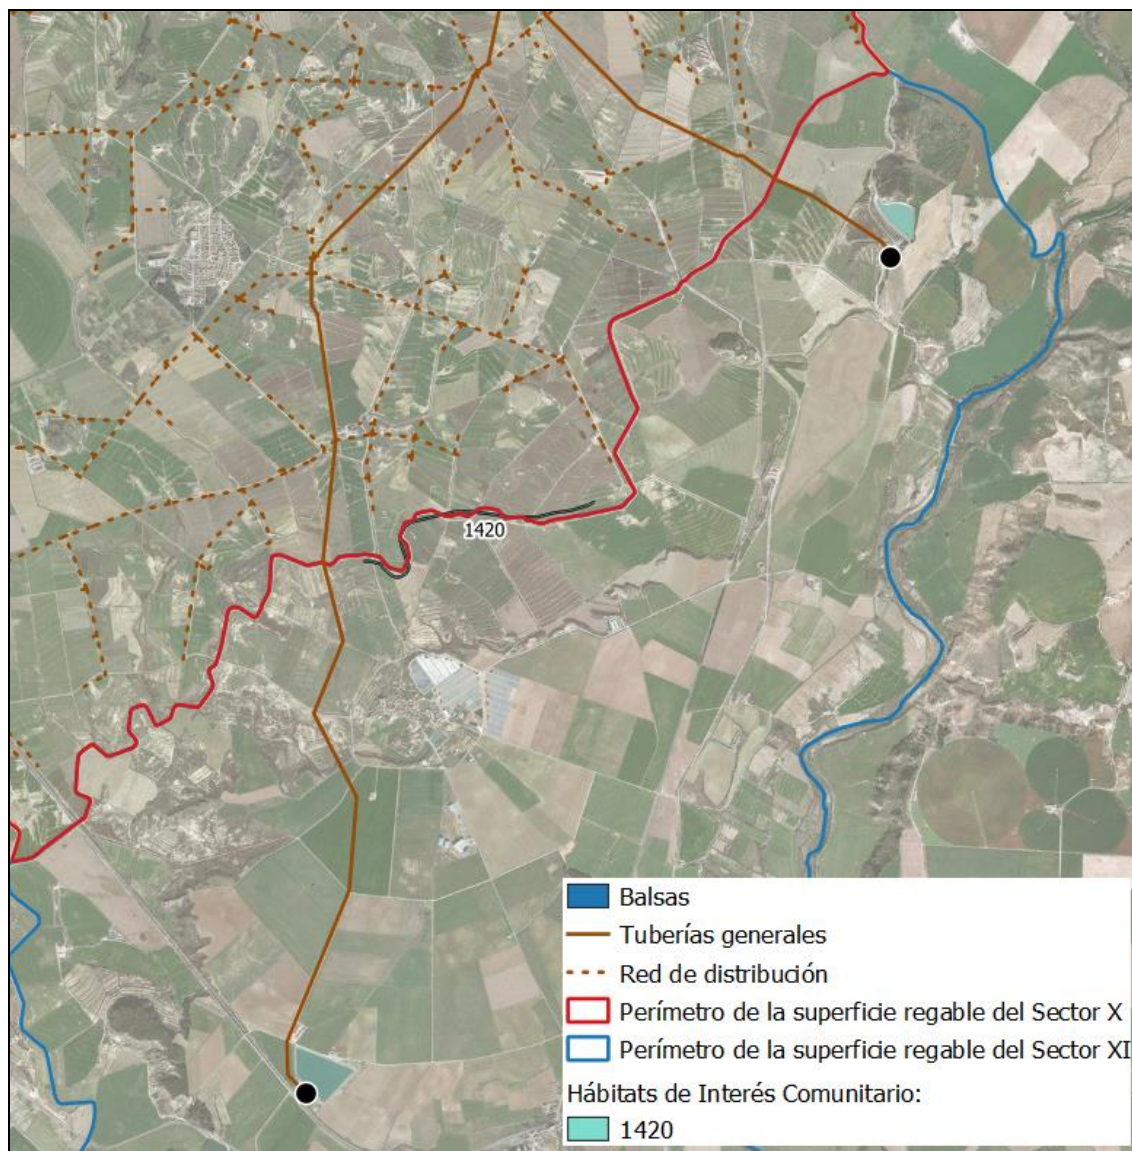 1420
Balsas
Tuberías generales
Red de distribución
Perímetro de la superficie regable del Sector X
Perímetro de la superficie regable del Sector XI
Hábitats de Interés Comunitario:
1420